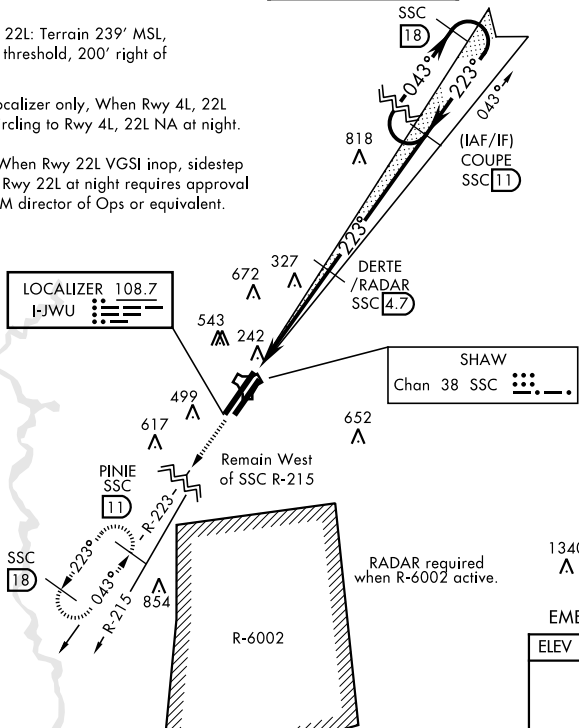 22L: Terrain 239' MSL,
threshold, 200' right of
ocalizer only, When Rwy 4L, 22L
rcling to Rwy 4L, 22L NA at night.
When Rwy 22L VGSI inop, sidestep
Rwy 22L at night requires approval
M director of Ops or equivalent.
SSC
18
043°
223°
043°
818
(IAF/IF)
COUPE
SSC 11
223°
DERTE
/RADAR
SSC 4.7
327
672
LOCALIZER 108.7
I-JWU
543
242
SHAW
Chan 38 SSC
499
617
652
Remain West
of SSC R-215
PINIE
SSC
11
R-223
223°
SSC
18
043°
R-215
854
RADAR required
when R-6002 active.
1340
R-6002
EME
ELEV